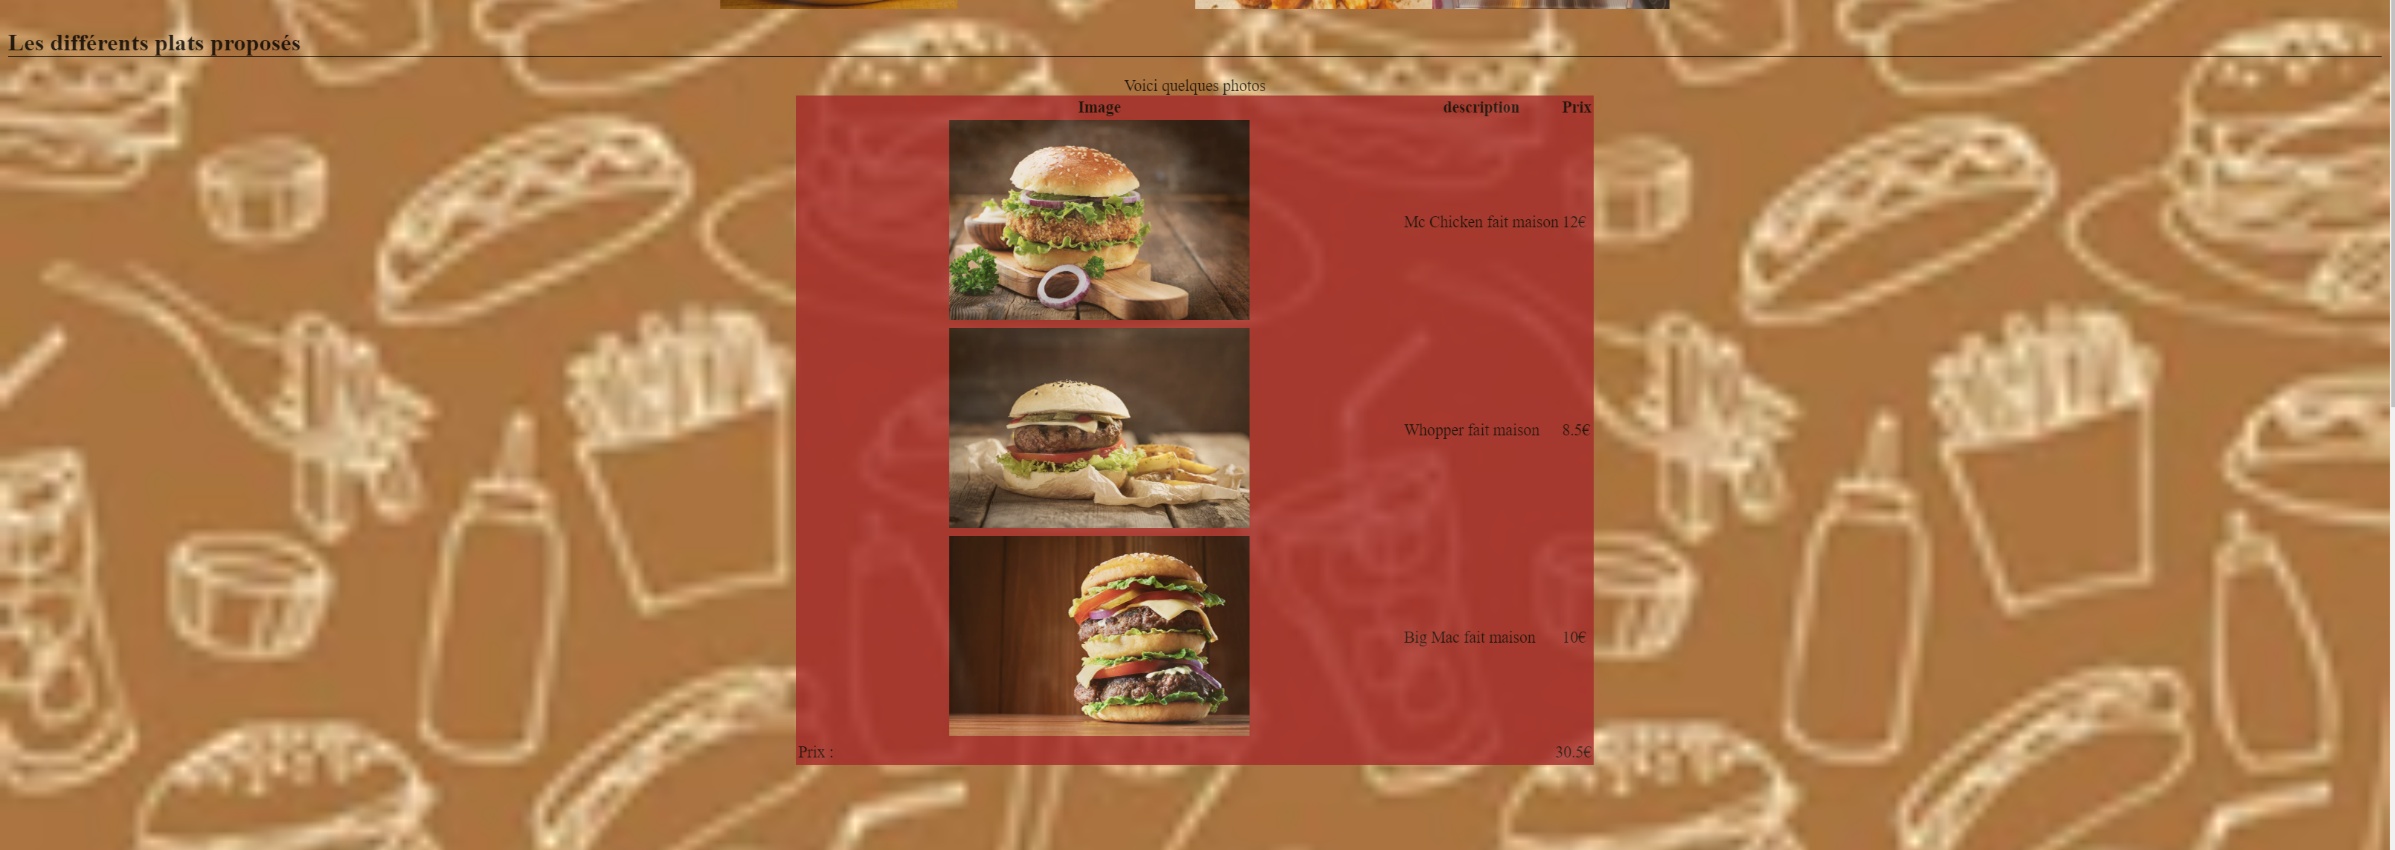 Les différents plats proposés
Voici quelques photos
Image description Prix
Mc Chicken fait maison 12€
Whopper fait maison 8.5€
Big Mac fait maison 10€
Prix : 30.5€